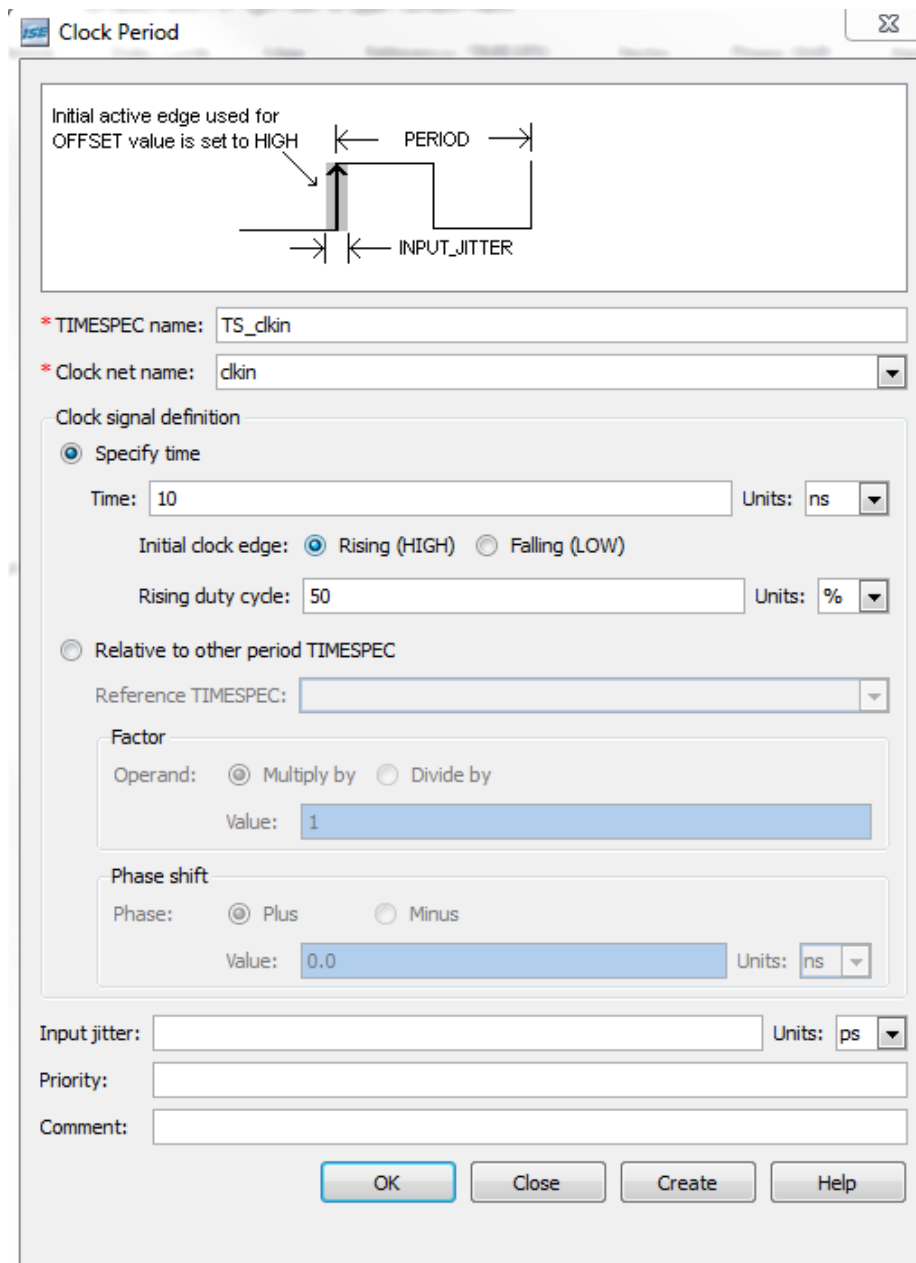 ISE Clock Period
Initial active edge used for
OFFSET value is set to HIGH
PERIOD
INPUT_JITTER
* TIMESPEC name: TS_clkin
* Clock net name: clkin
Clock signal definition
Specify time
Time: 10 Units: ns
Initial clock edge: Rising (HIGH) Falling (LOW)
Rising duty cycle: 50 Units: %
Relative to other period TIMESPEC
Reference TIMESPEC:
Factor
Operand: Multiply by Divide by
Value: 1
Phase shift
Phase: Plus Minus
Value: 0.0 Units: ns
Input jitter: Units: ps
Priority:
Comment:
OK Close Create Help